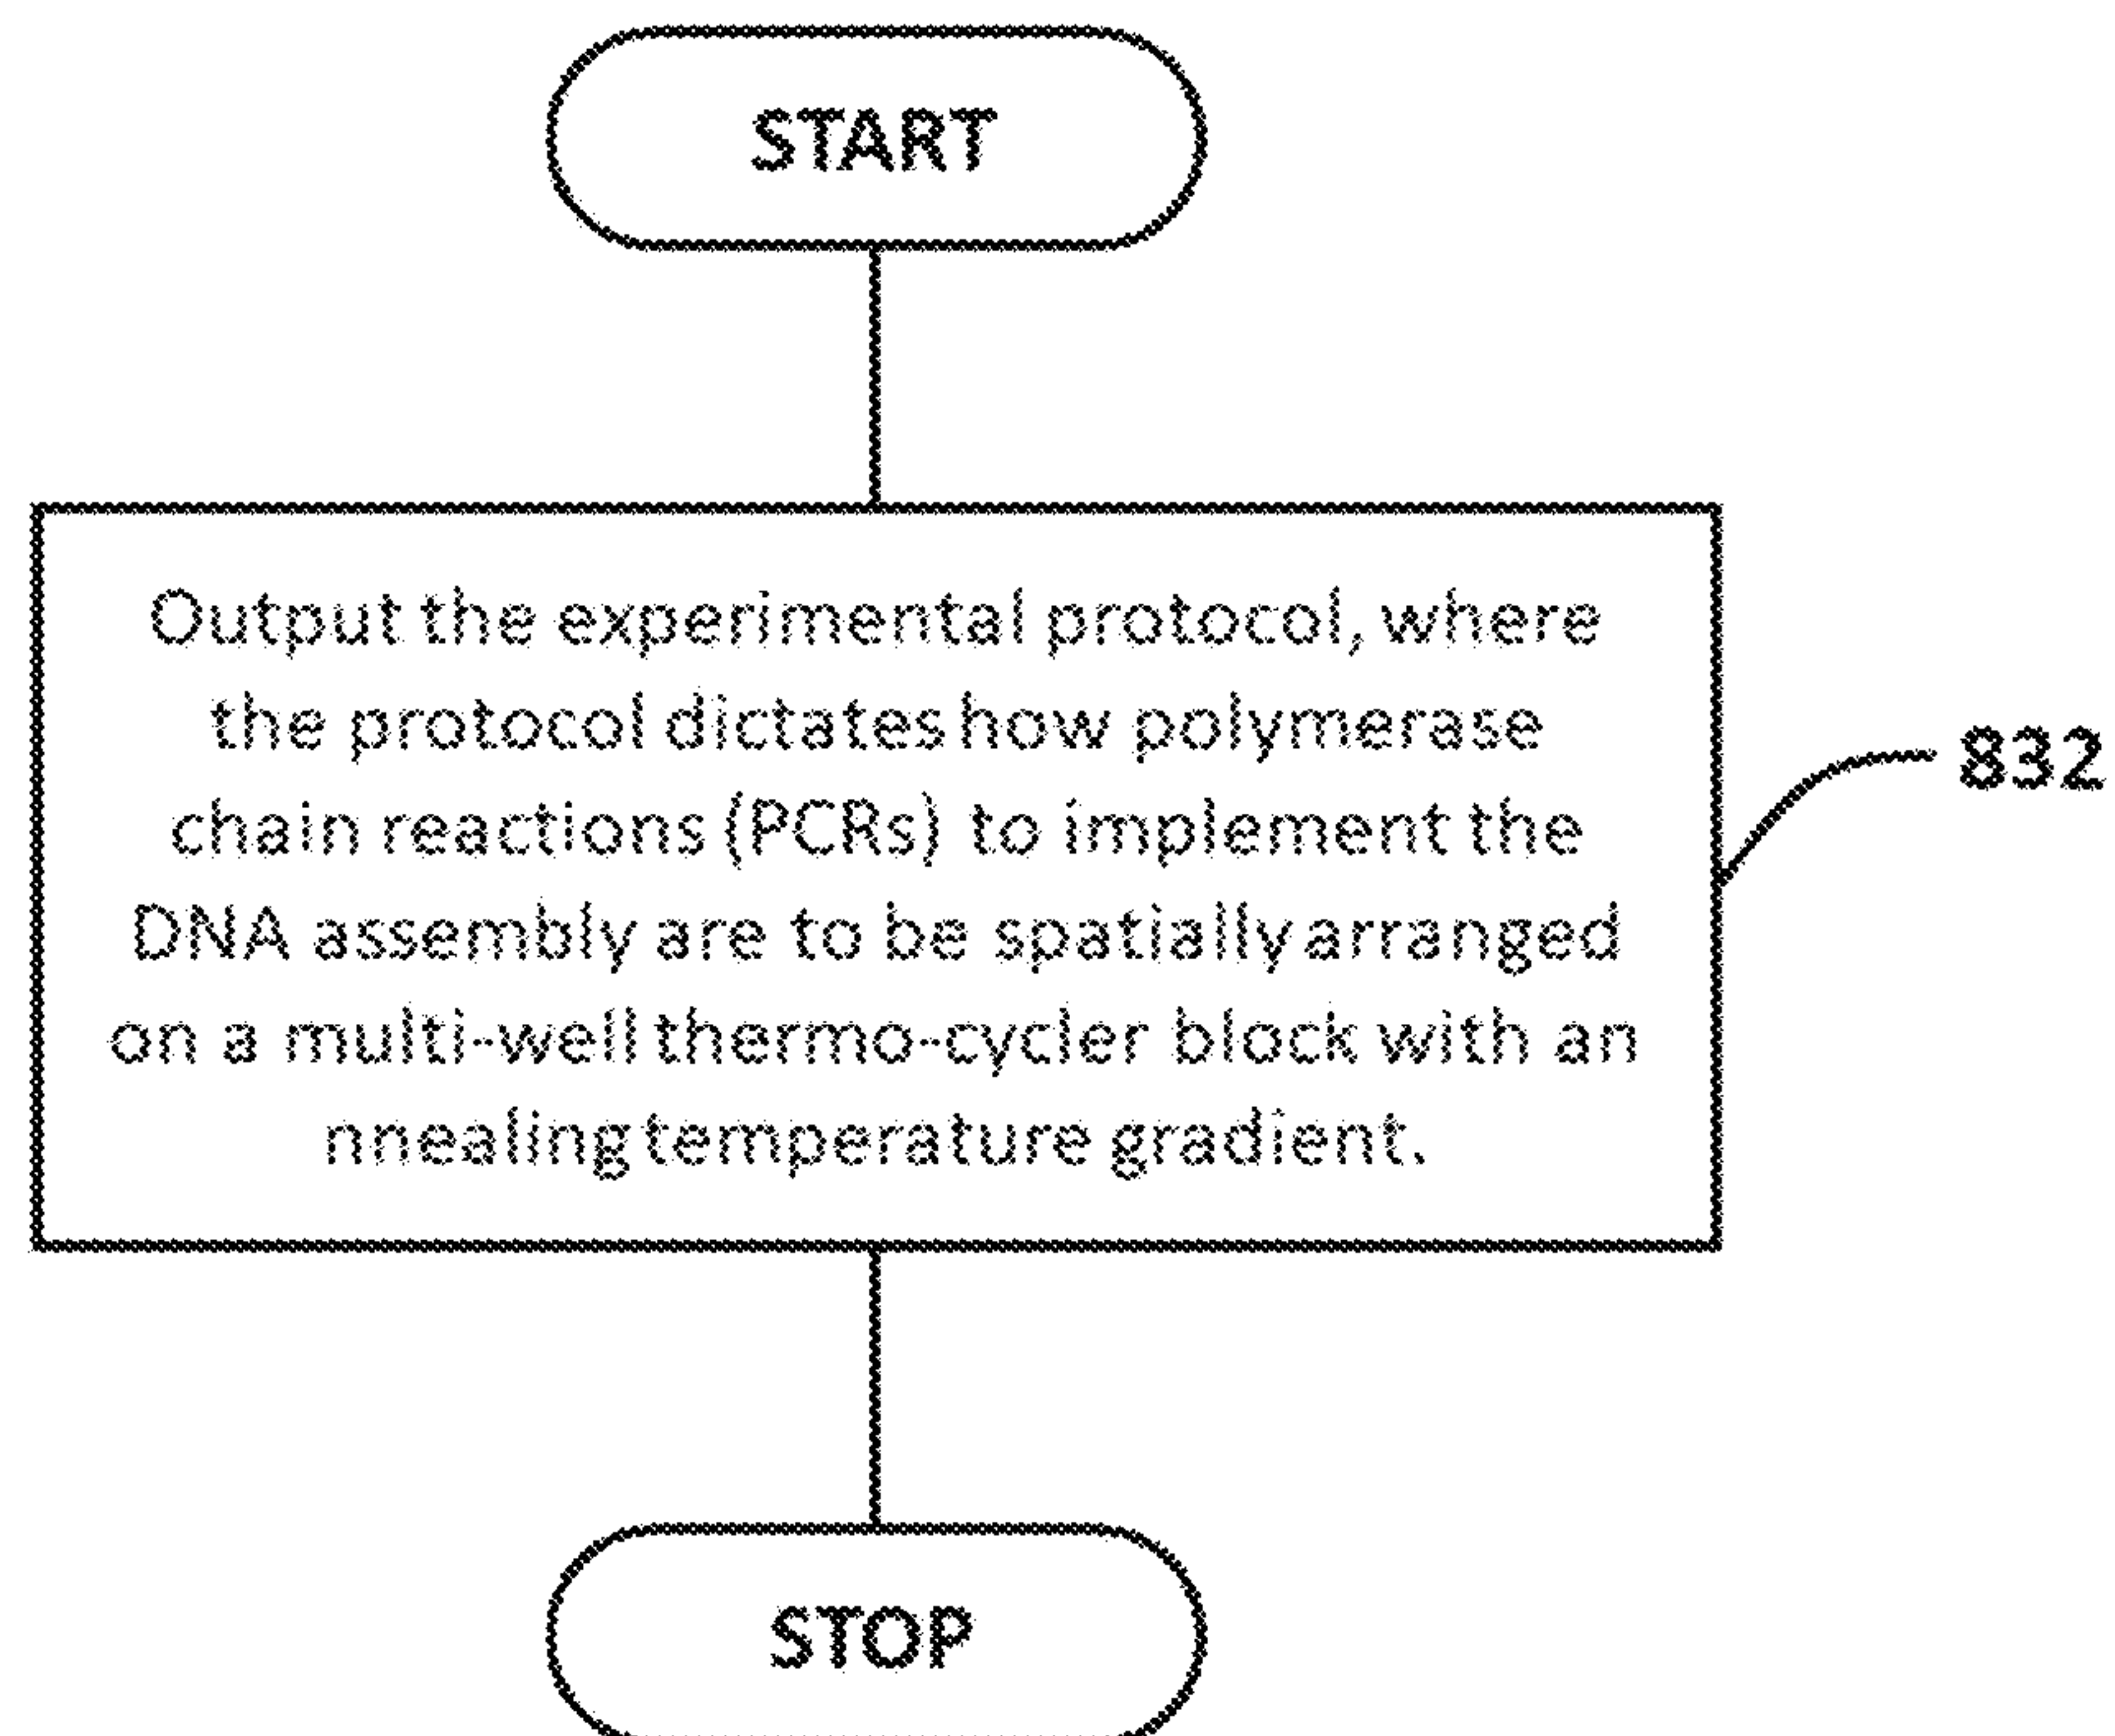 START
Output the experimental protocol, where
the protocol dictates how polymerase
chain reactions (PCRs) to implement the
DNA assembly are to be spatially arranged
on a multi-well thermo-cycler block with an
nnealing temperature gradient.
832
STOP